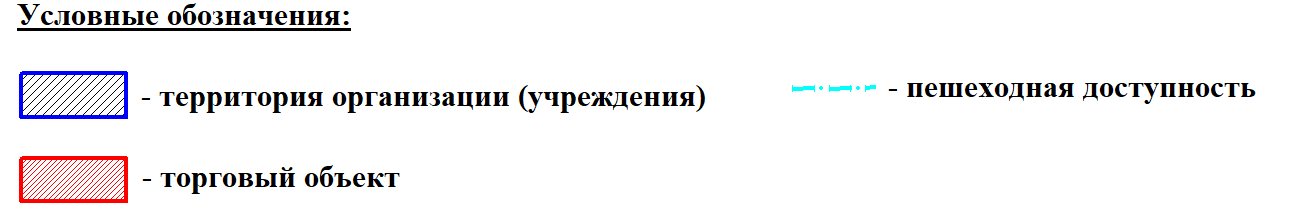 Условные обозначения:
- территория организации (учреждения)
- пешеходная доступность
- торговый объект